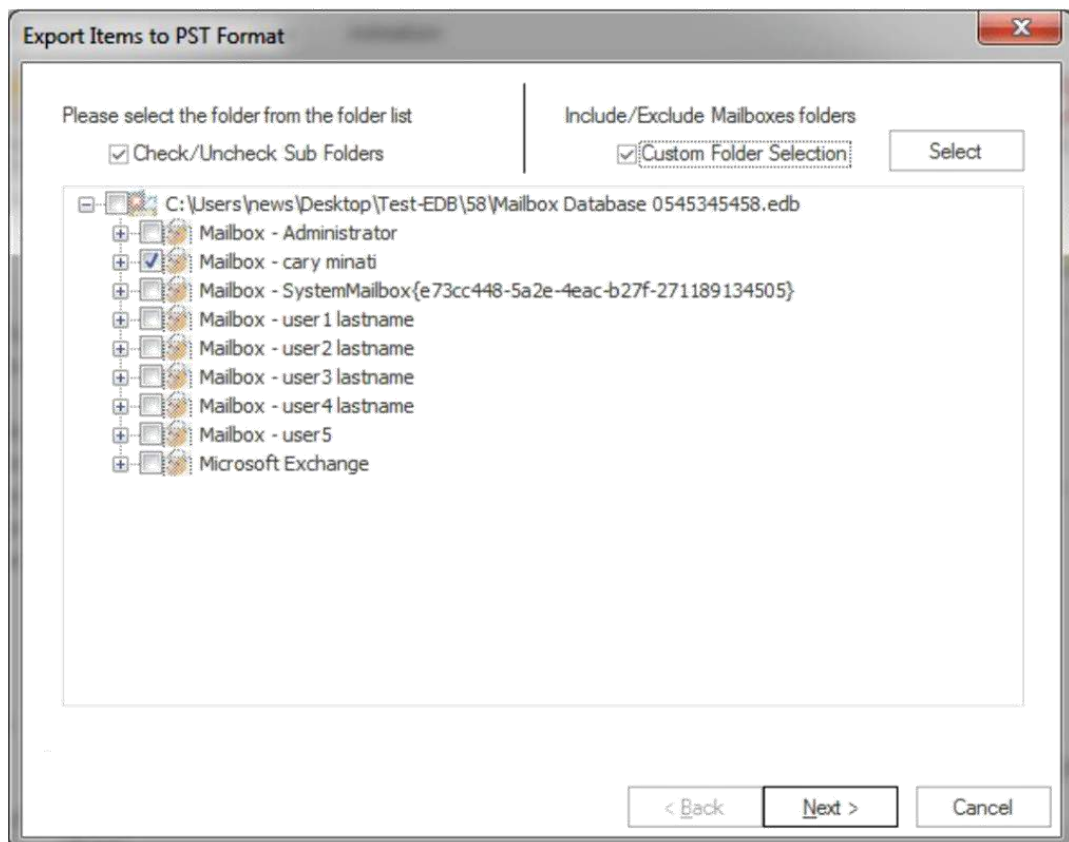 Export Items to PST Format
X
Please select the folder from the folder list
Include/Exclude Mailboxes folders
Check/Uncheck Sub Folders
Custom Folder Selection
Select
C:\Users\news\Desktop\Test-EDB\58\Mailbox Database 0545345458.edb
Mailbox - Administrator
Mailbox - cary minati
Mailbox - SystemMailbox{e73cc448-5a2e-4eac-b27f-271189134505}
Mailbox - user1 lastname
Mailbox - user2 lastname
Mailbox - user3 lastname
Mailbox - user4 lastname
Mailbox - user5
Microsoft Exchange
< Back
Next >
Cancel